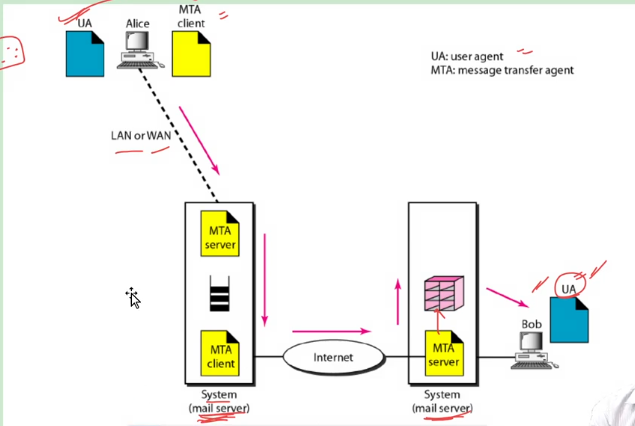 UA
Alice
MTA
client
UA: user agent
MTA: message transfer agent
LAN or WAN
MTA
server
MTA
client
Internet
MTA
server
UA
Bob
System
(mail server)
System
(mail server)